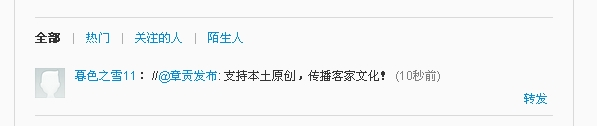 全部 | 热门 | 关注的人 | 陌生人
暮色之雪11： //@章贡发布: 支持本土原创，传播客家文化！ (10秒前)
转发